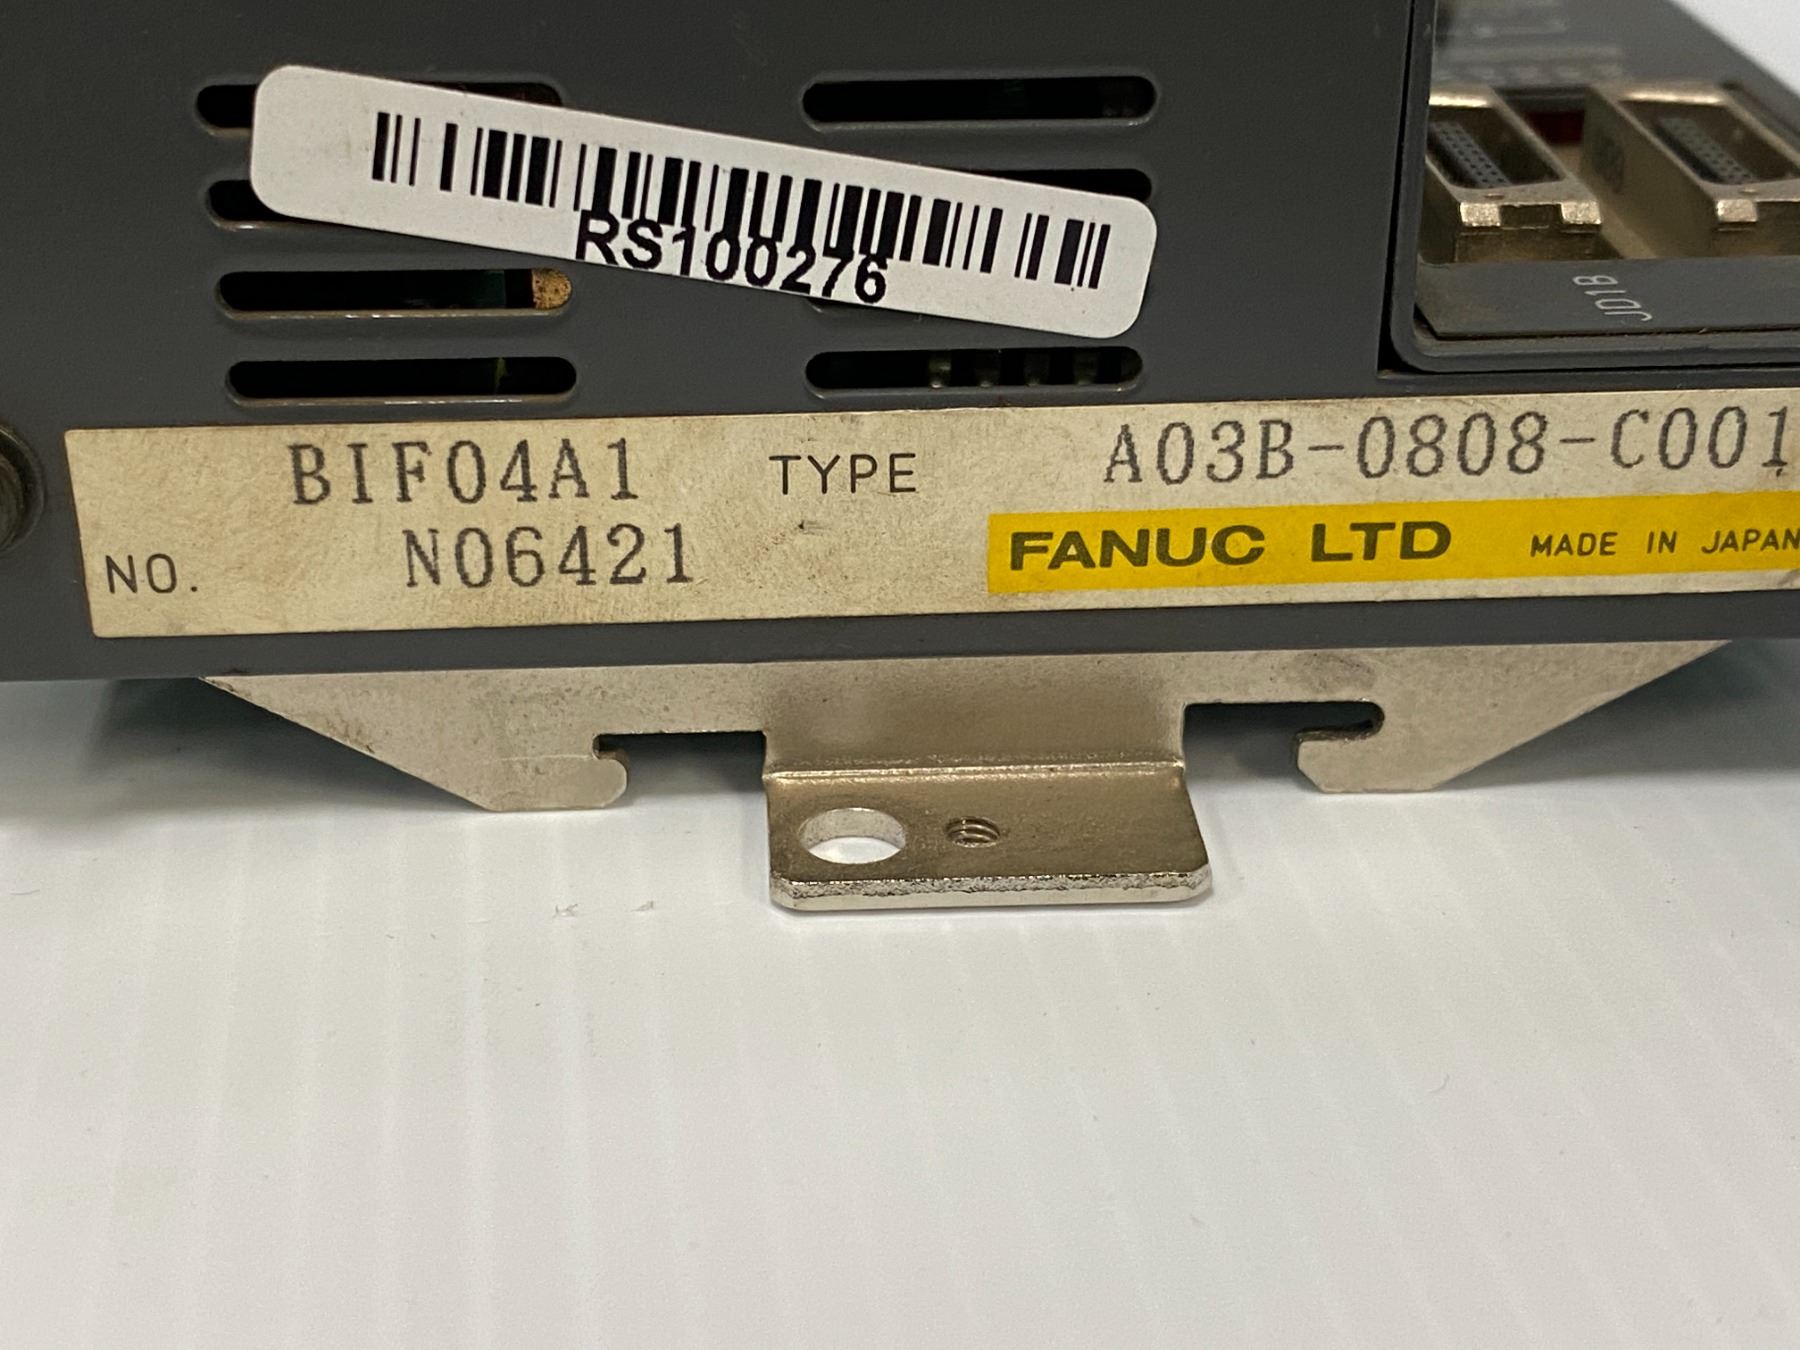 RS100276
JD1B
BIF04A1 TYPE A03B-0808-C001
NO. N06421
FANUC LTD MADE IN JAPAN